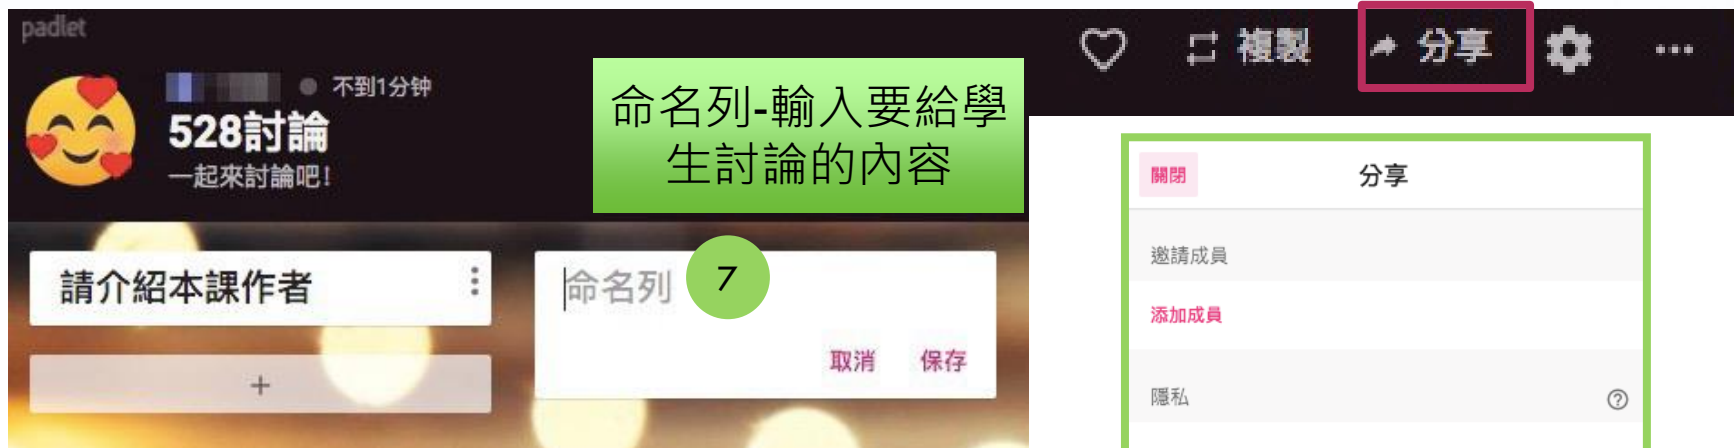 padlet
不到1分钟
528討論
一起來討論吧!
命名列-輸入要給學
生討論的內容
請介紹本課作者
命名列
7
取消 保存
+
複製 分享
關閉 分享
邀請成員
添加成員
隱私
?